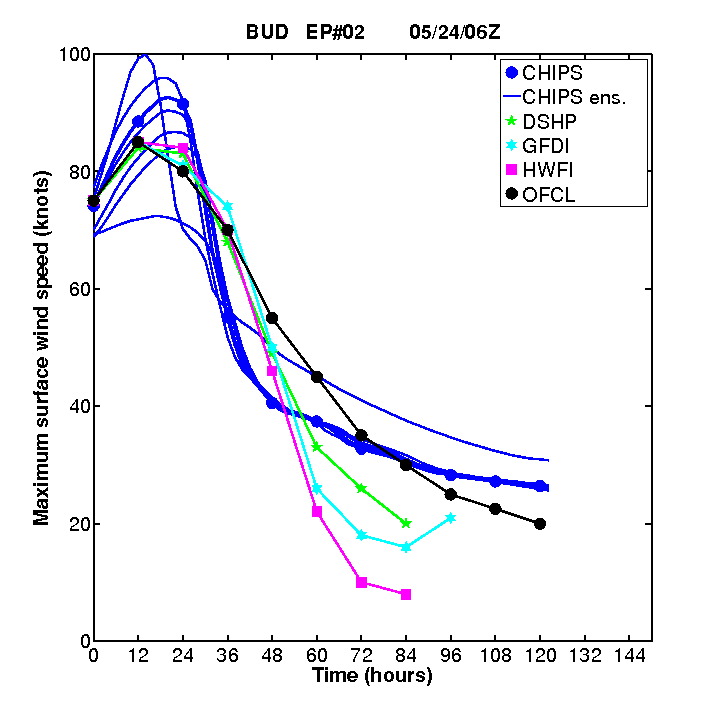 BUD EP#02 05/24/06Z
100
80
60
40
20
0
Maximum surface wind speed (knots)
CHIPS
CHIPS ens.
DSHP
GFDI
HWFI
OFCL
0 12 24 36 48 60 72 84 96 108 120 132 144
Time (hours)